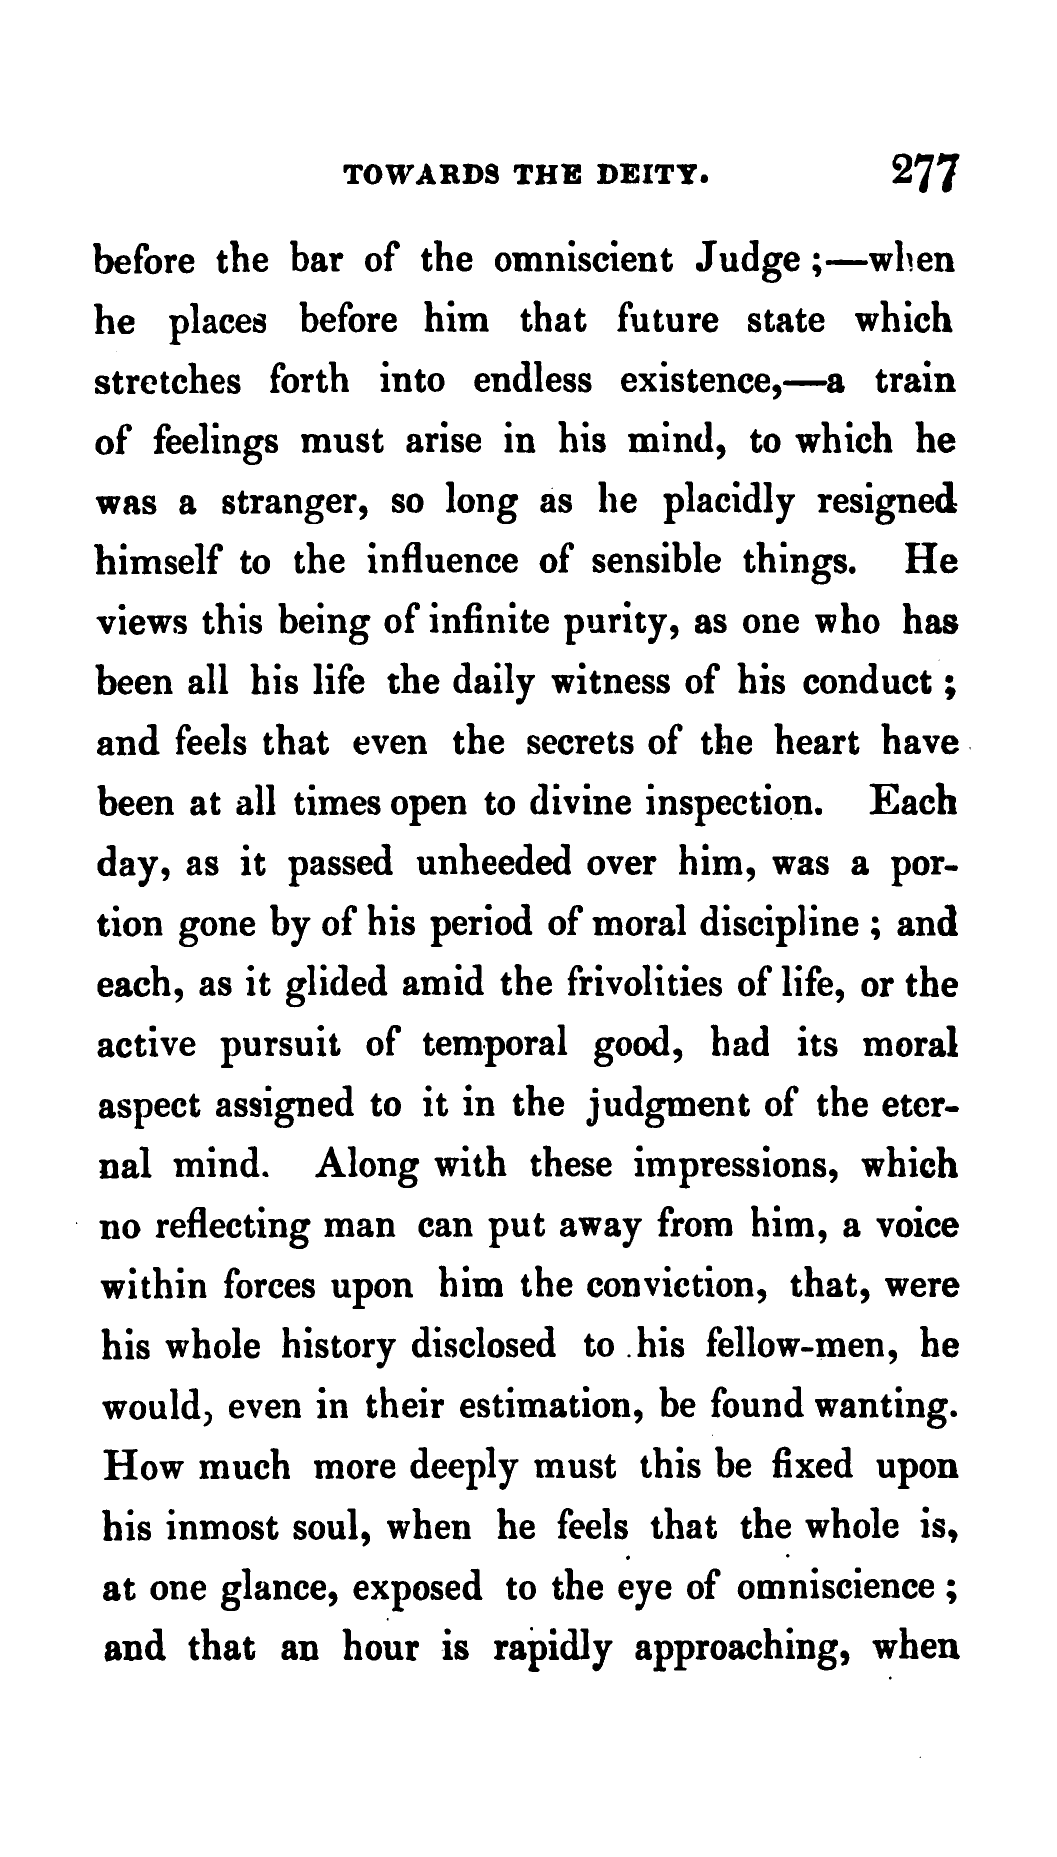 TOWARDS THE DEITY. 277
before the bar of the omniscient Judge ;—when
he places before him that future state which
stretches forth into endless existence,—a train
of feelings must arise in his mind, to which he
was a stranger, so long as he placidly resigned
himself to the influence of sensible things. He
views this being of infinite purity, as one who has
been all his life the daily witness of his conduct ;
and feels that even the secrets of the heart have
been at all times open to divine inspection. Each
day, as it passed unheeded over him, was a por-
tion gone by of his period of moral discipline ; and
each, as it glided amid the frivolities of life, or the
active pursuit of temporal good, had its moral
aspect assigned to it in the judgment of the eter-
nal mind. Along with these impressions, which
no reflecting man can put away from him, a voice
within forces upon him the conviction, that, were
his whole history disclosed to his fellow-men, he
would, even in their estimation, be found wanting.
How much more deeply must this be fixed upon
his inmost soul, when he feels that the whole is,
at one glance, exposed to the eye of omniscience ;
and that an hour is rapidly approaching, when